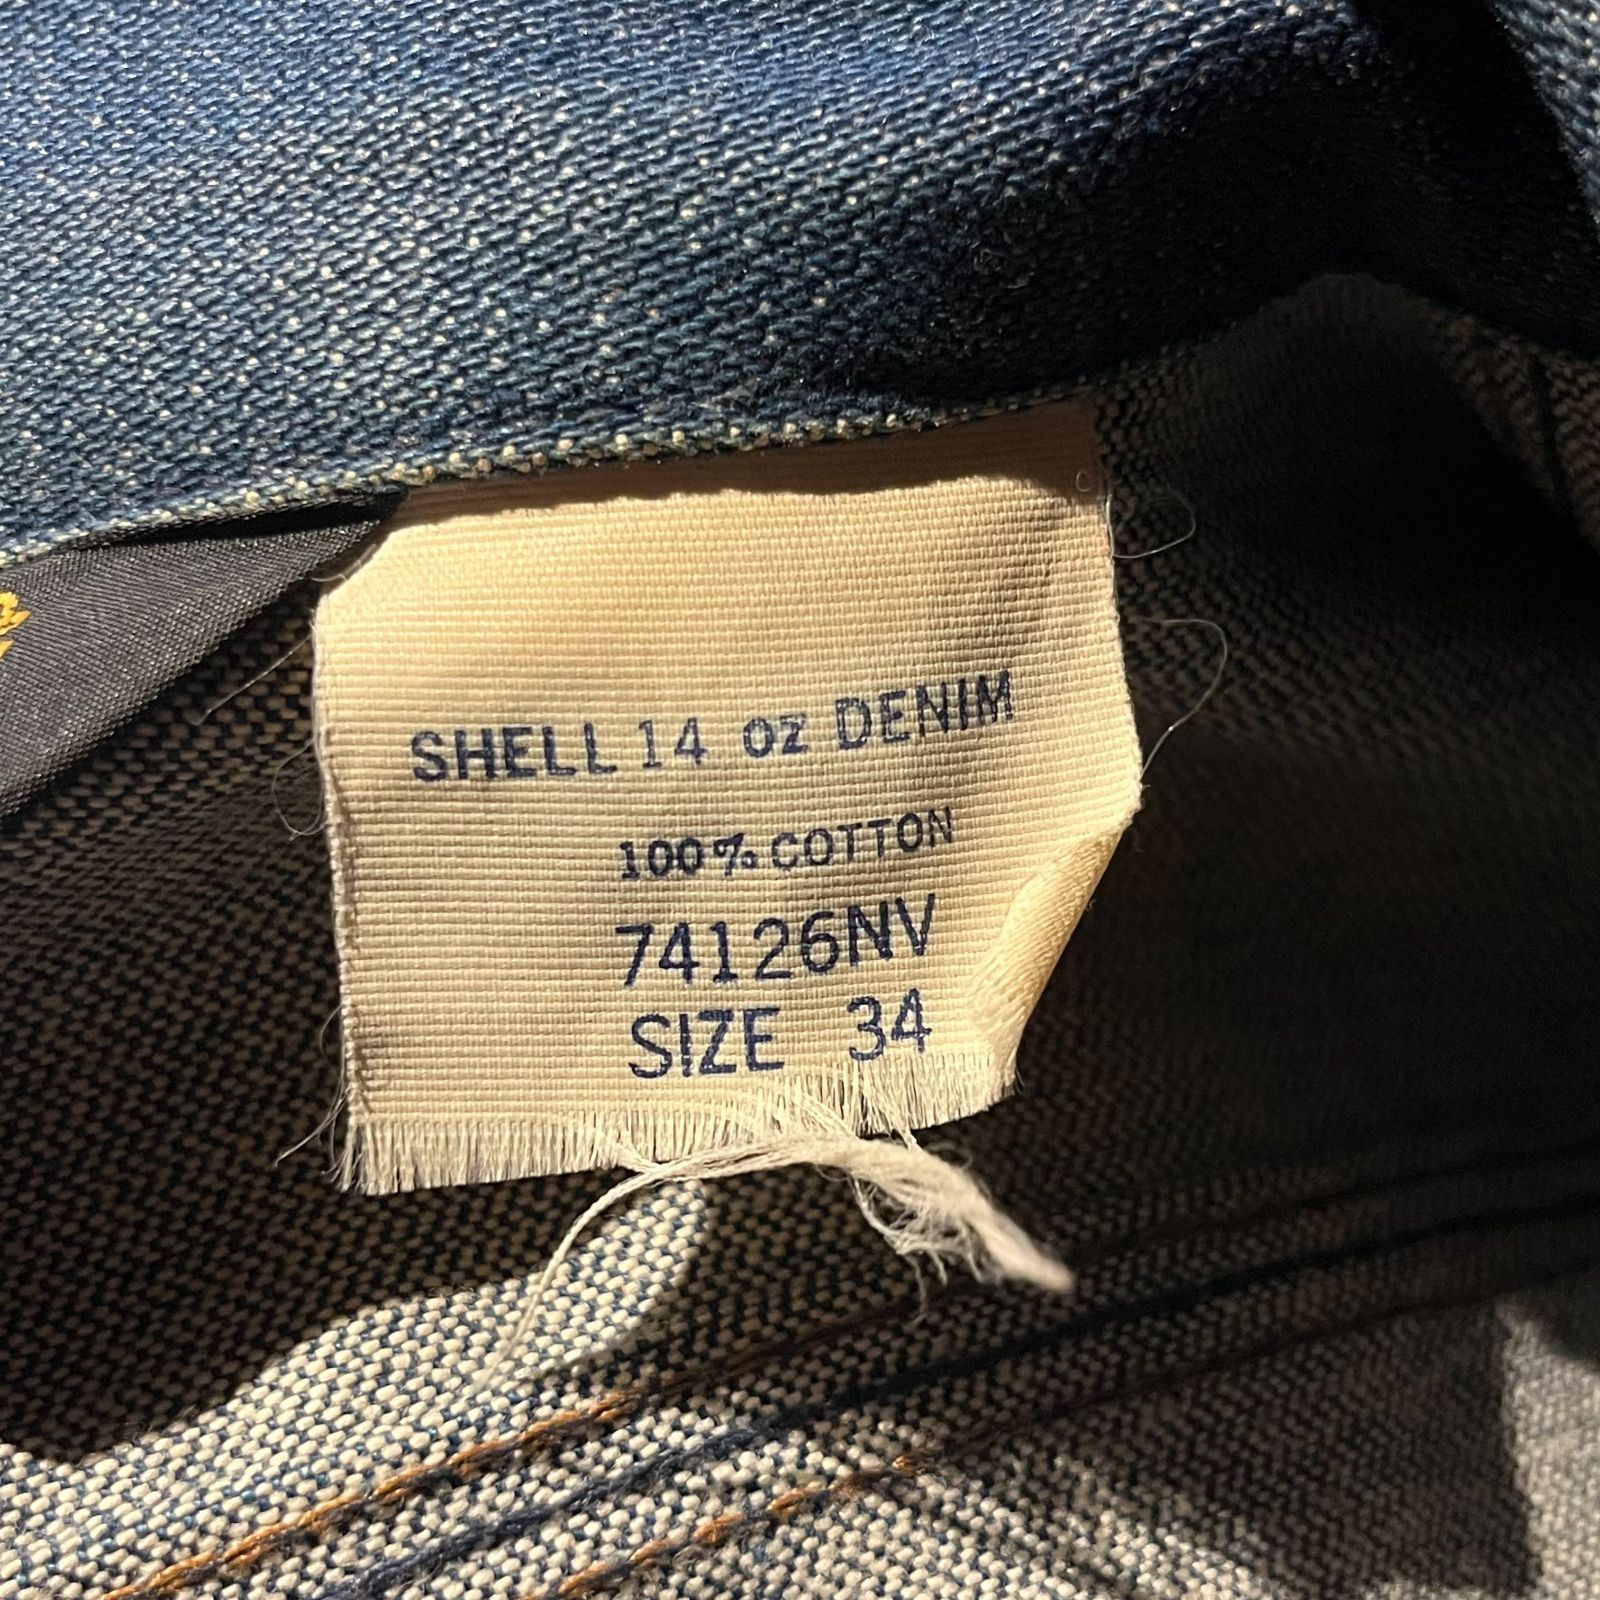 SHELL 14 oz DENIM
100% COTTON
74126NV
SIZE 34